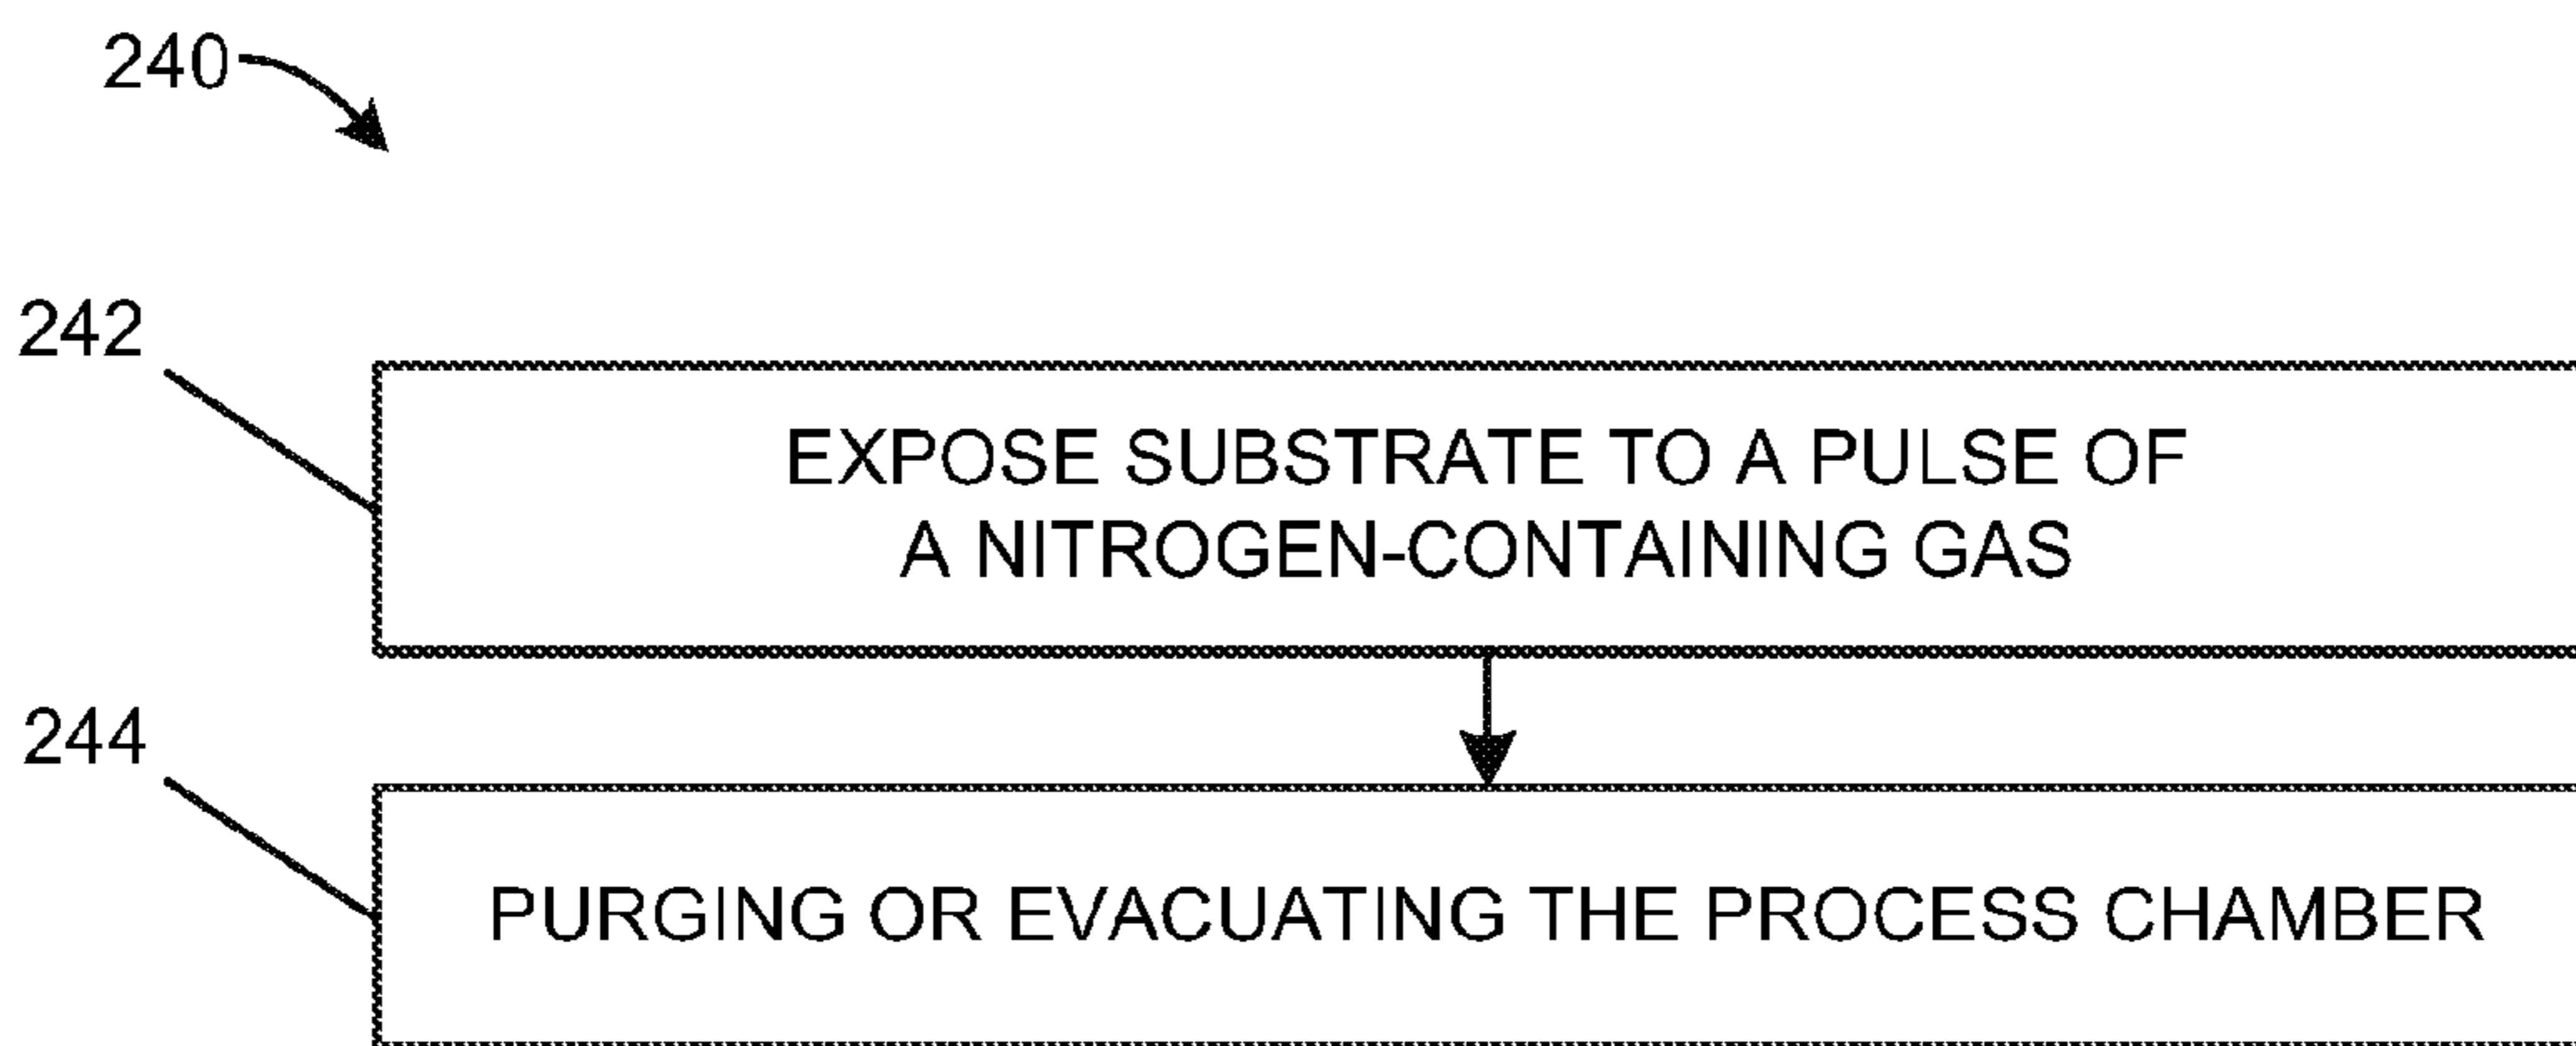 240
242
EXPOSE SUBSTRATE TO A PULSE OF
A NITROGEN-CONTAINING GAS
244
PURGING OR EVACUATING THE PROCESS CHAMBER